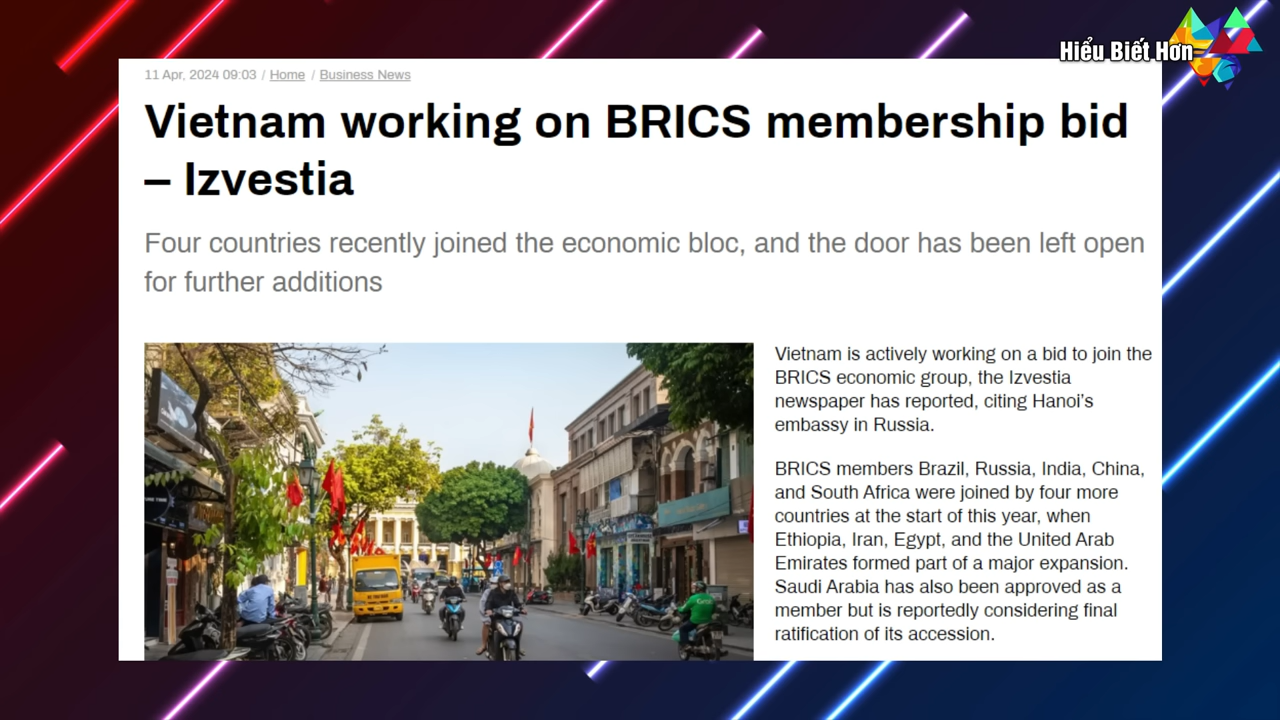 Hiểu Biết Hơn
11 Apr, 2024 09:03 / Home / Business News
Vietnam working on BRICS membership bid
– Izvestia
Four countries recently joined the economic bloc, and the door has been left open
for further additions
Vietnam is actively working on a bid to join the
BRICS economic group, the Izvestia
newspaper has reported, citing Hanoi’s
embassy in Russia.
BRICS members Brazil, Russia, India, China,
and South Africa were joined by four more
countries at the start of this year, when
Ethiopia, Iran, Egypt, and the United Arab
Emirates formed part of a major expansion.
Saudi Arabia has also been approved as a
member but is reportedly considering final
ratification of its accession.